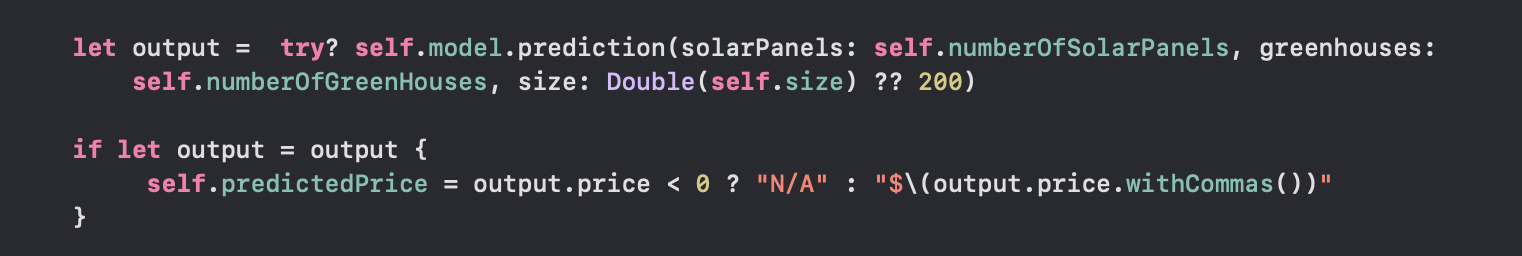 let output =  try? self.model.prediction(solarPanels: self.numberOfSolarPanels, greenhouses:
self.numberOfGreenHouses, size: Double(self.size) ?? 200)
if let output = output {
self.predictedPrice = output.price < 0 ? "N/A" : "$\(output.price.withCommas())"
}